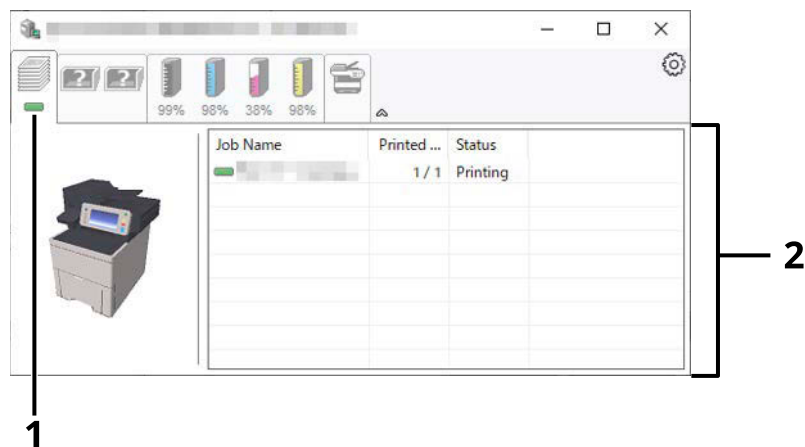 ? ?
99% 98% 38% 98%
Job Name Printed ... Status
1 / 1 Printing
2
1